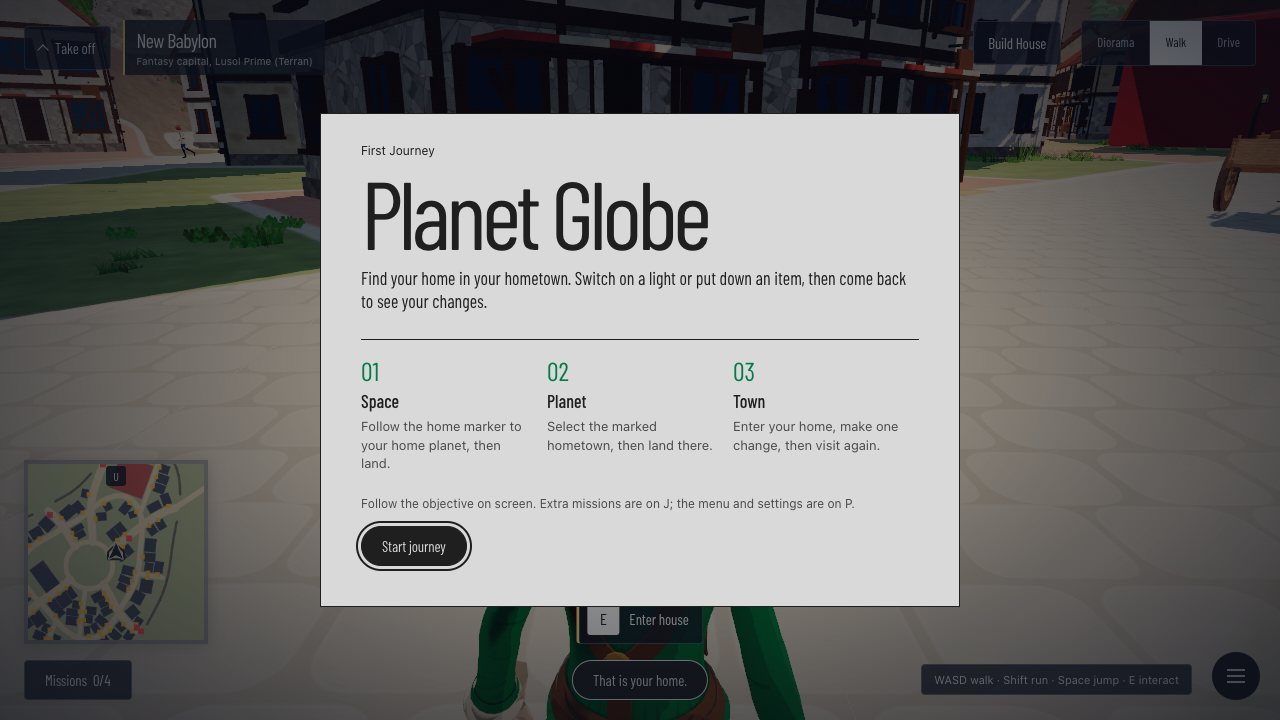 Take off
New Babylon
Fantasy capital, Lusol Prime (Terran)
Build House
Diorama
Walk
Drive
First Journey
Planet Globe
Find your home in your hometown. Switch on a light or put down an item, then come back
to see your changes.
01
Space
Follow the home marker to
your home planet, then
land.
02
Planet
Select the marked
hometown, then land there.
03
Town
Enter your home, make one
change, then visit again.
Follow the objective on screen. Extra missions are on J; the menu and settings are on P.
Start journey
U
E Enter house
Missions 0/4
That is your home.
WASD walk · Shift run · Space jump · E interact